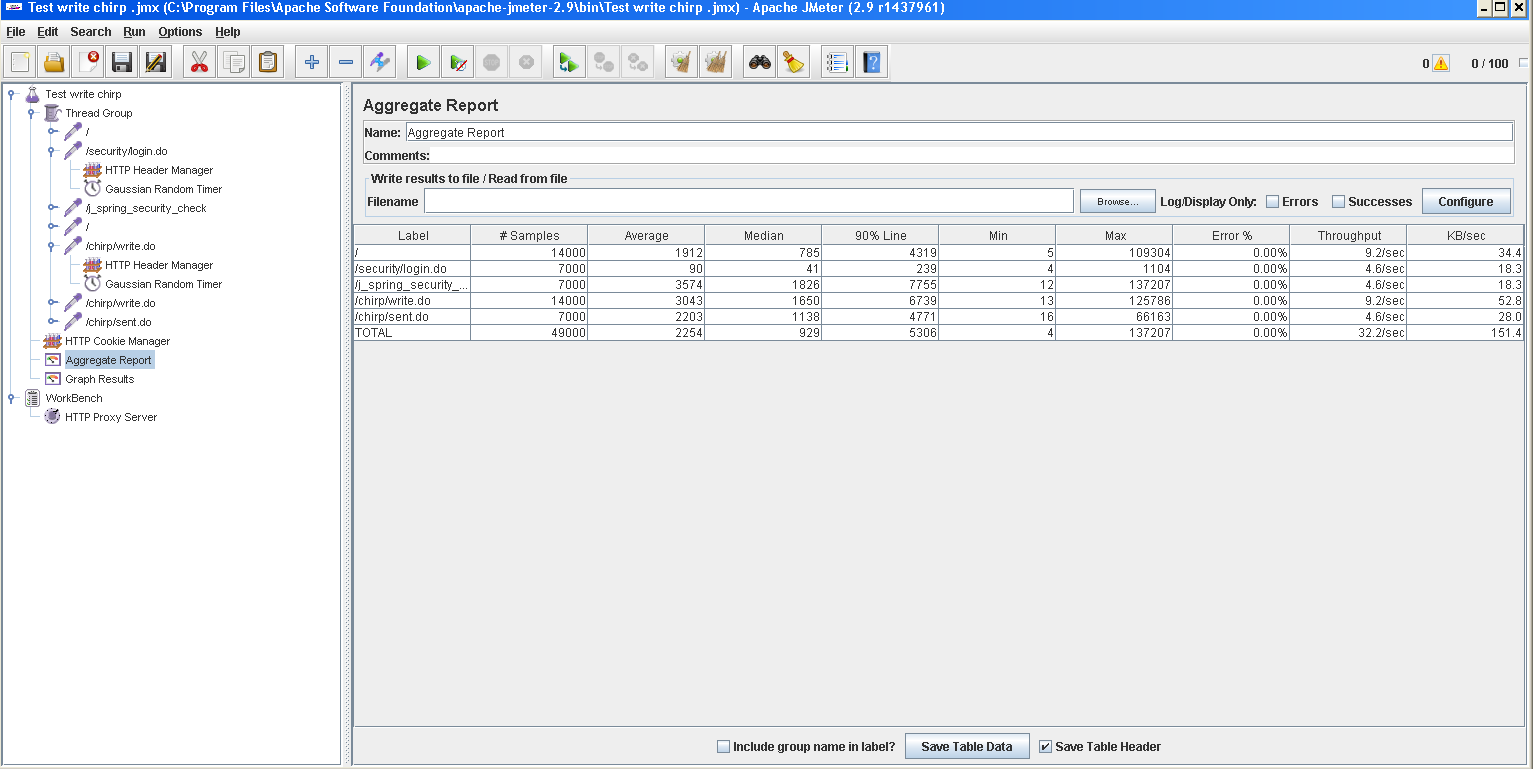 Test write chirp .jmx (C:\Program Files\Apache Software Foundation\apache-jmeter-2.9\bin\Test write chirp .jmx) - Apache JMeter (2.9 r1437961)
File Edit Search Run Options Help
0 0 / 100
Test write chirp
Thread Group
/
/security/login.do
HTTP Header Manager
Gaussian Random Timer
/j_spring_security_check
/
/chirp/write.do
HTTP Header Manager
Gaussian Random Timer
/chirp/write.do
/chirp/sent.do
HTTP Cookie Manager
Aggregate Report
Graph Results
WorkBench
HTTP Proxy Server
Aggregate Report
Name: Aggregate Report
Comments:
Write results to file / Read from file
Filename Browse... Log/Display Only: Errors Successes Configure
Label # Samples Average Median 90% Line Min Max Error % Throughput KB/sec
/ 14000 1912 785 4319 5 109304 0.00% 9.2/sec 34.4
/security/login.do 7000 90 41 239 4 1104 0.00% 4.6/sec 18.3
/j_spring_security_... 7000 3574 1826 7755 12 137207 0.00% 4.6/sec 18.3
/chirp/write.do 14000 3043 1650 6739 13 125786 0.00% 9.2/sec 52.8
/chirp/sent.do 7000 2203 1138 4771 16 66163 0.00% 4.6/sec 28.0
TOTAL 49000 2254 929 5306 4 137207 0.00% 32.2/sec 151.4
Include group name in label? Save Table Data Save Table Header